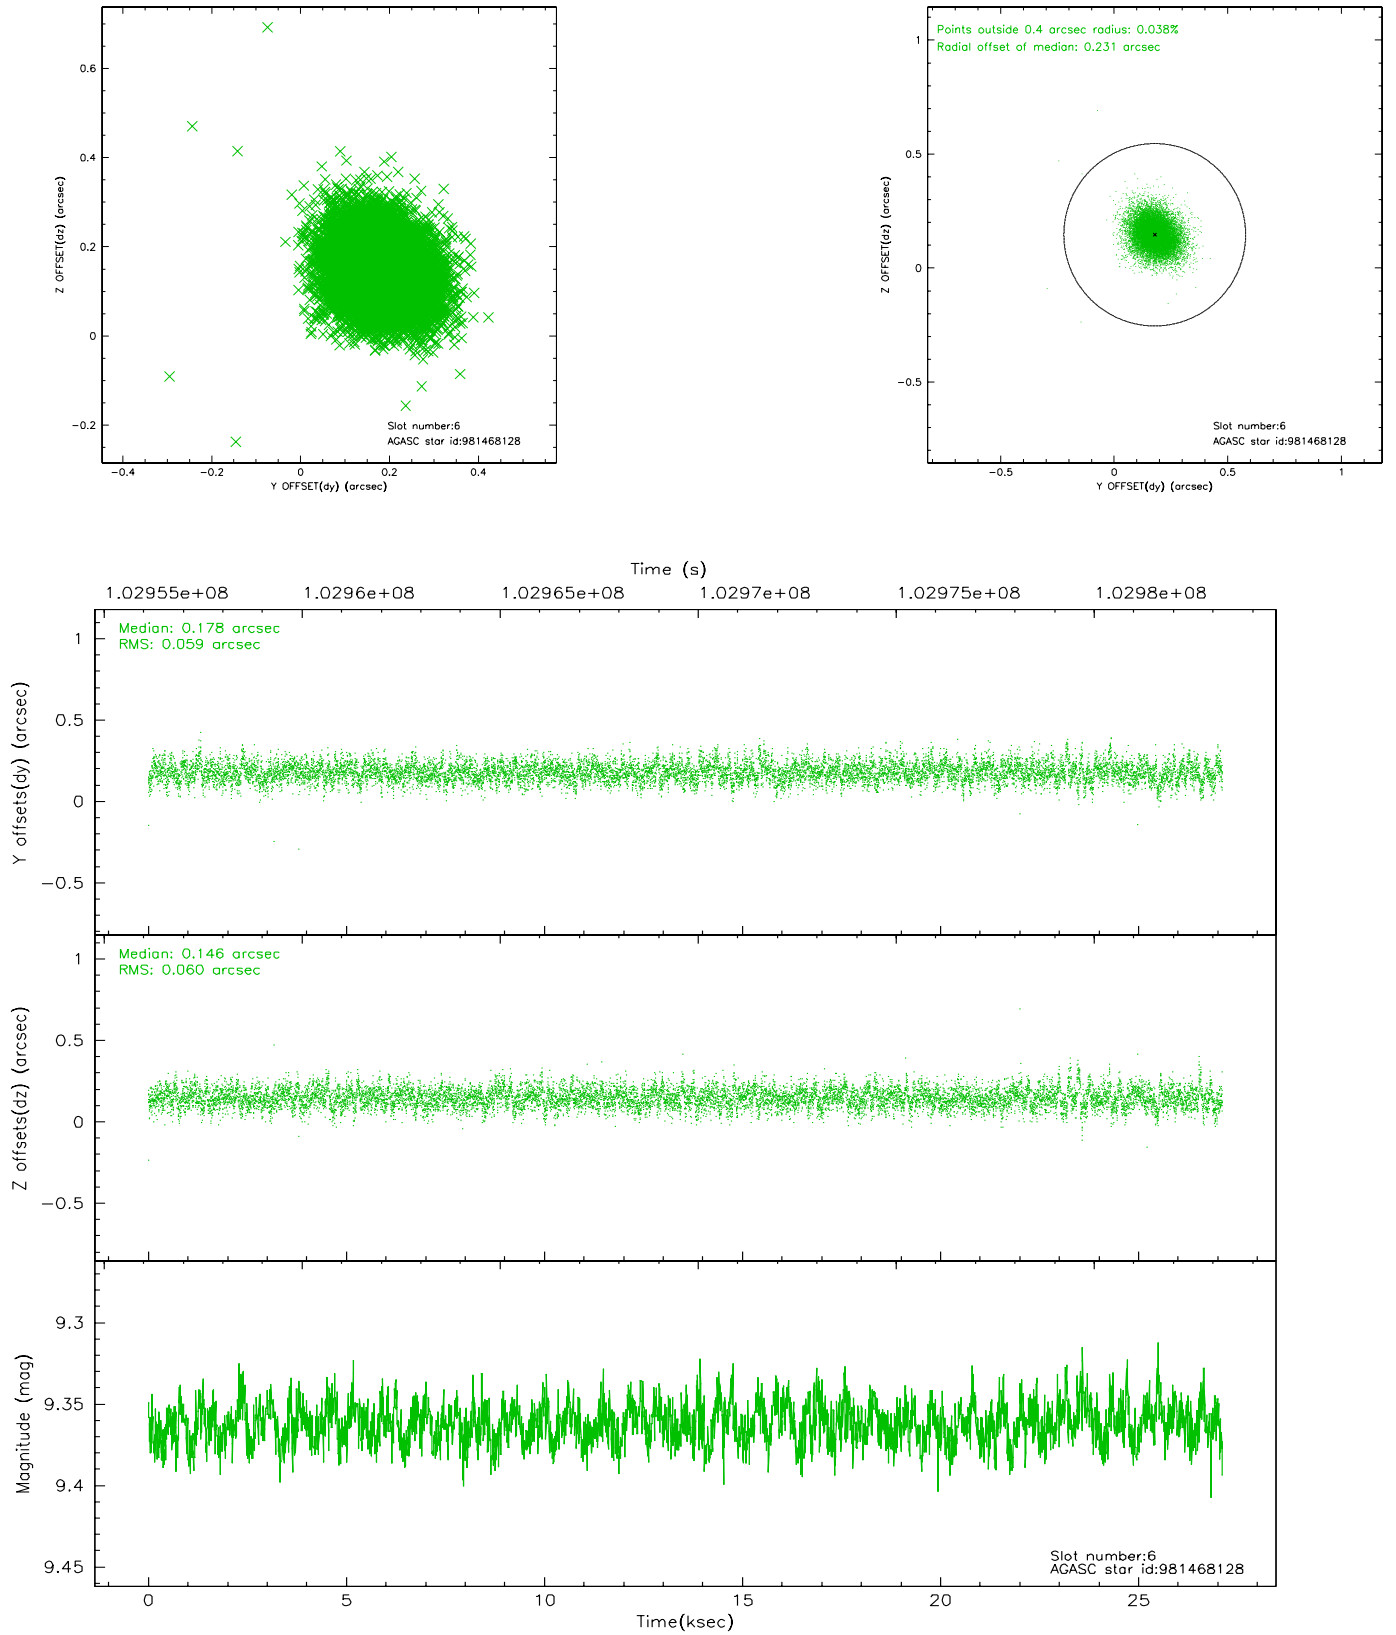 0.6
0.4
0.2
0
−0.2
−0.4
−0.2
0
0.2
0.4
Z OFFSET(dz) (arcsec)
Y OFFSET(dy) (arcsec)
Slot number:6
AGASC star id:981468128
Points outside 0.4 arcsec radius: 0.038%
Radial offset of median: 0.231 arcsec
1
0.5
0
−0.5
−0.5
0
0.5
1
Z OFFSET(dz) (arcsec)
Y OFFSET(dy) (arcsec)
Slot number:6
AGASC star id:981468128
Time (s)
1.02955e+08 1.0296e+08 1.02965e+08 1.0297e+08 1.02975e+08 1.0298e+08
Median: 0.178 arcsec
RMS: 0.059 arcsec
1
0.5
0
−0.5
Y offsets(dy) (arcsec)
Median: 0.146 arcsec
RMS: 0.060 arcsec
1
0.5
0
−0.5
Z offsets(dz) (arcsec)
9.3
9.35
9.4
9.45
Magnitude (mag)
Slot number:6
AGASC star id:981468128
0 5 10 15 20 25
Time(ksec)